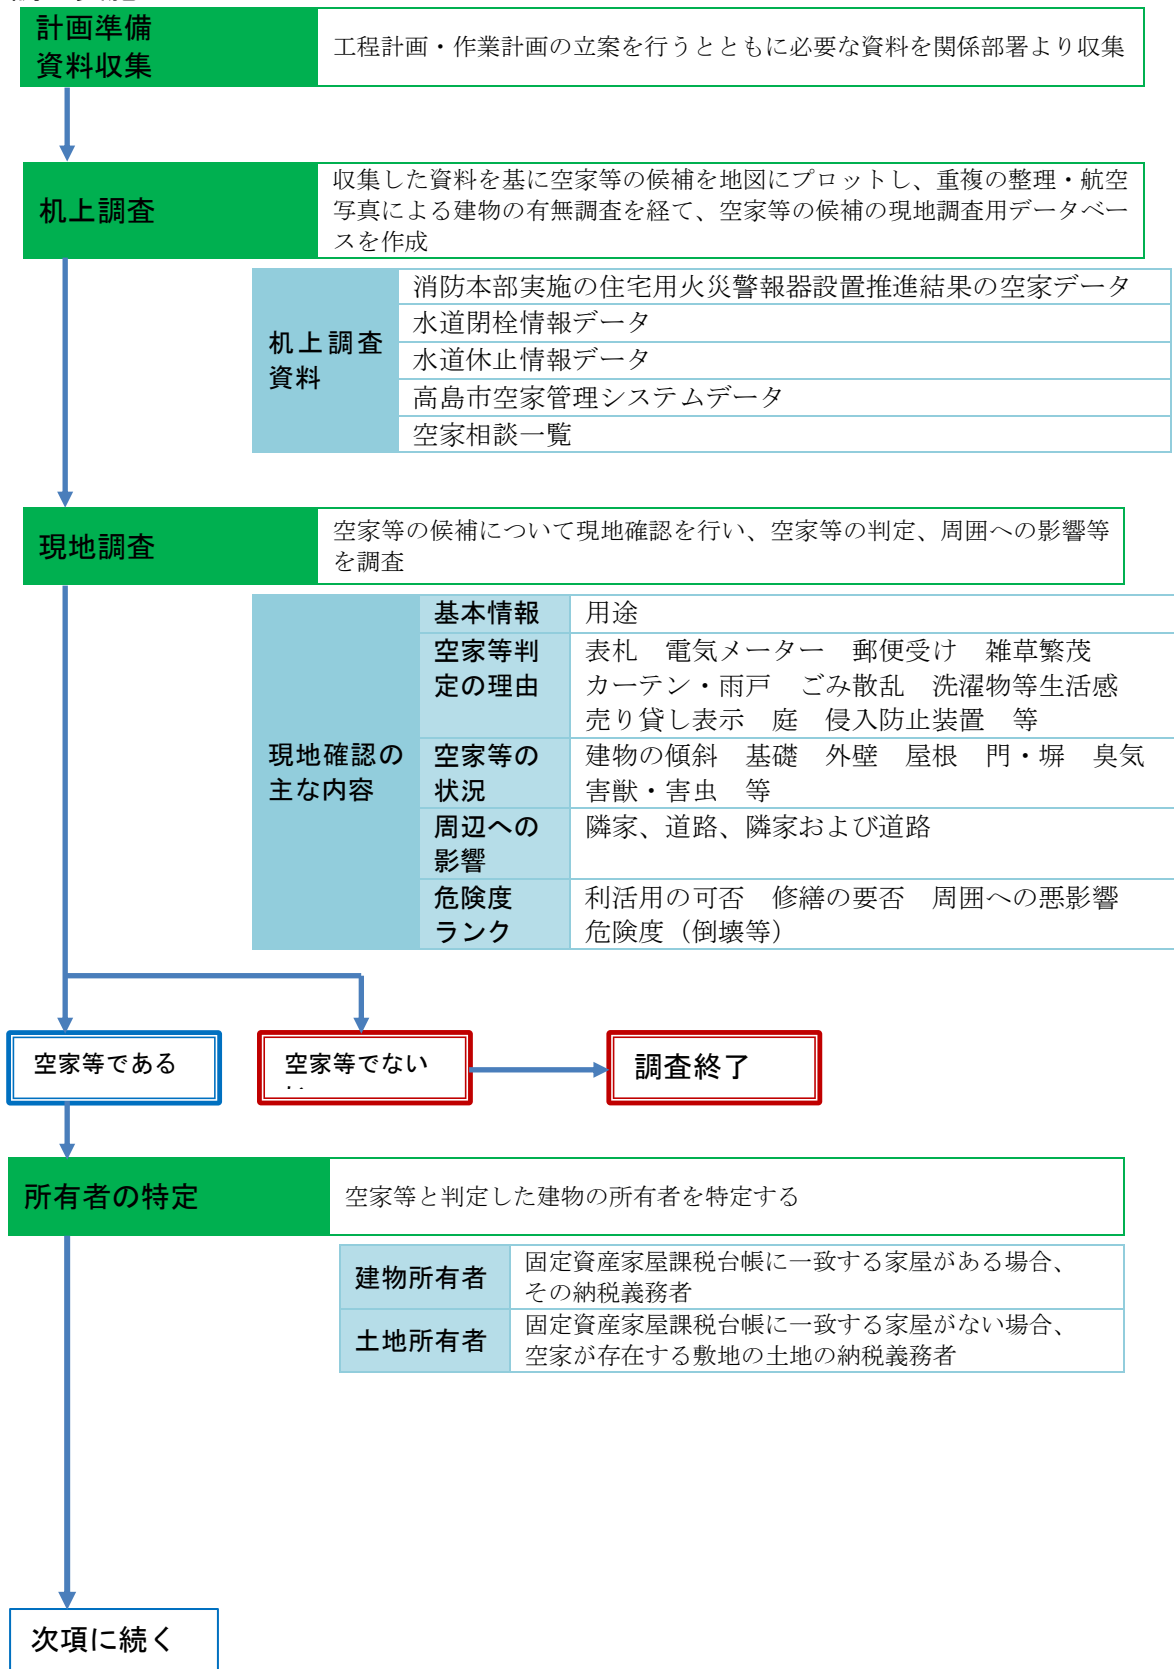 計画準備
資料収集
工程計画・作業計画の立案を行うとともに必要な資料を関係部署より収集
机上調査
収集した資料を基に空家等の候補を地図にプロットし、重複の整理・航空
写真による建物の有無調査を経て、空家等の候補の現地調査用データベー
スを作成
机上調査
資料
消防本部実施の住宅用火災警報器設置推進結果の空家データ
水道閉栓情報データ
水道休止情報データ
高島市空家管理システムデータ
空家相談一覧
現地調査
空家等の候補について現地確認を行い、空家等の判定、周囲への影響等
を調査
現地確認の
主な内容
基本情報
用途
空家等判
定の理由
表札　電気メーター　郵便受け　雑草繁茂
カーテン・雨戸　ごみ散乱　洗濯物等生活感
売り貸し表示　庭　侵入防止装置　等
空家等の
状況
建物の傾斜　基礎　外壁　屋根　門・塀　臭気
害獣・害虫　等
周辺への
影響
隣家、道路、隣家および道路
危険度
ランク
利活用の可否　修繕の要否　周囲への悪影響
危険度（倒壊等）
空家等である
空家等でない
調査終了
所有者の特定
空家等と判定した建物の所有者を特定する
建物所有者
固定資産家屋課税台帳に一致する家屋がある場合、
その納税義務者
土地所有者
固定資産家屋課税台帳に一致する家屋がない場合、
空家が存在する敷地の土地の納税義務者
次項に続く